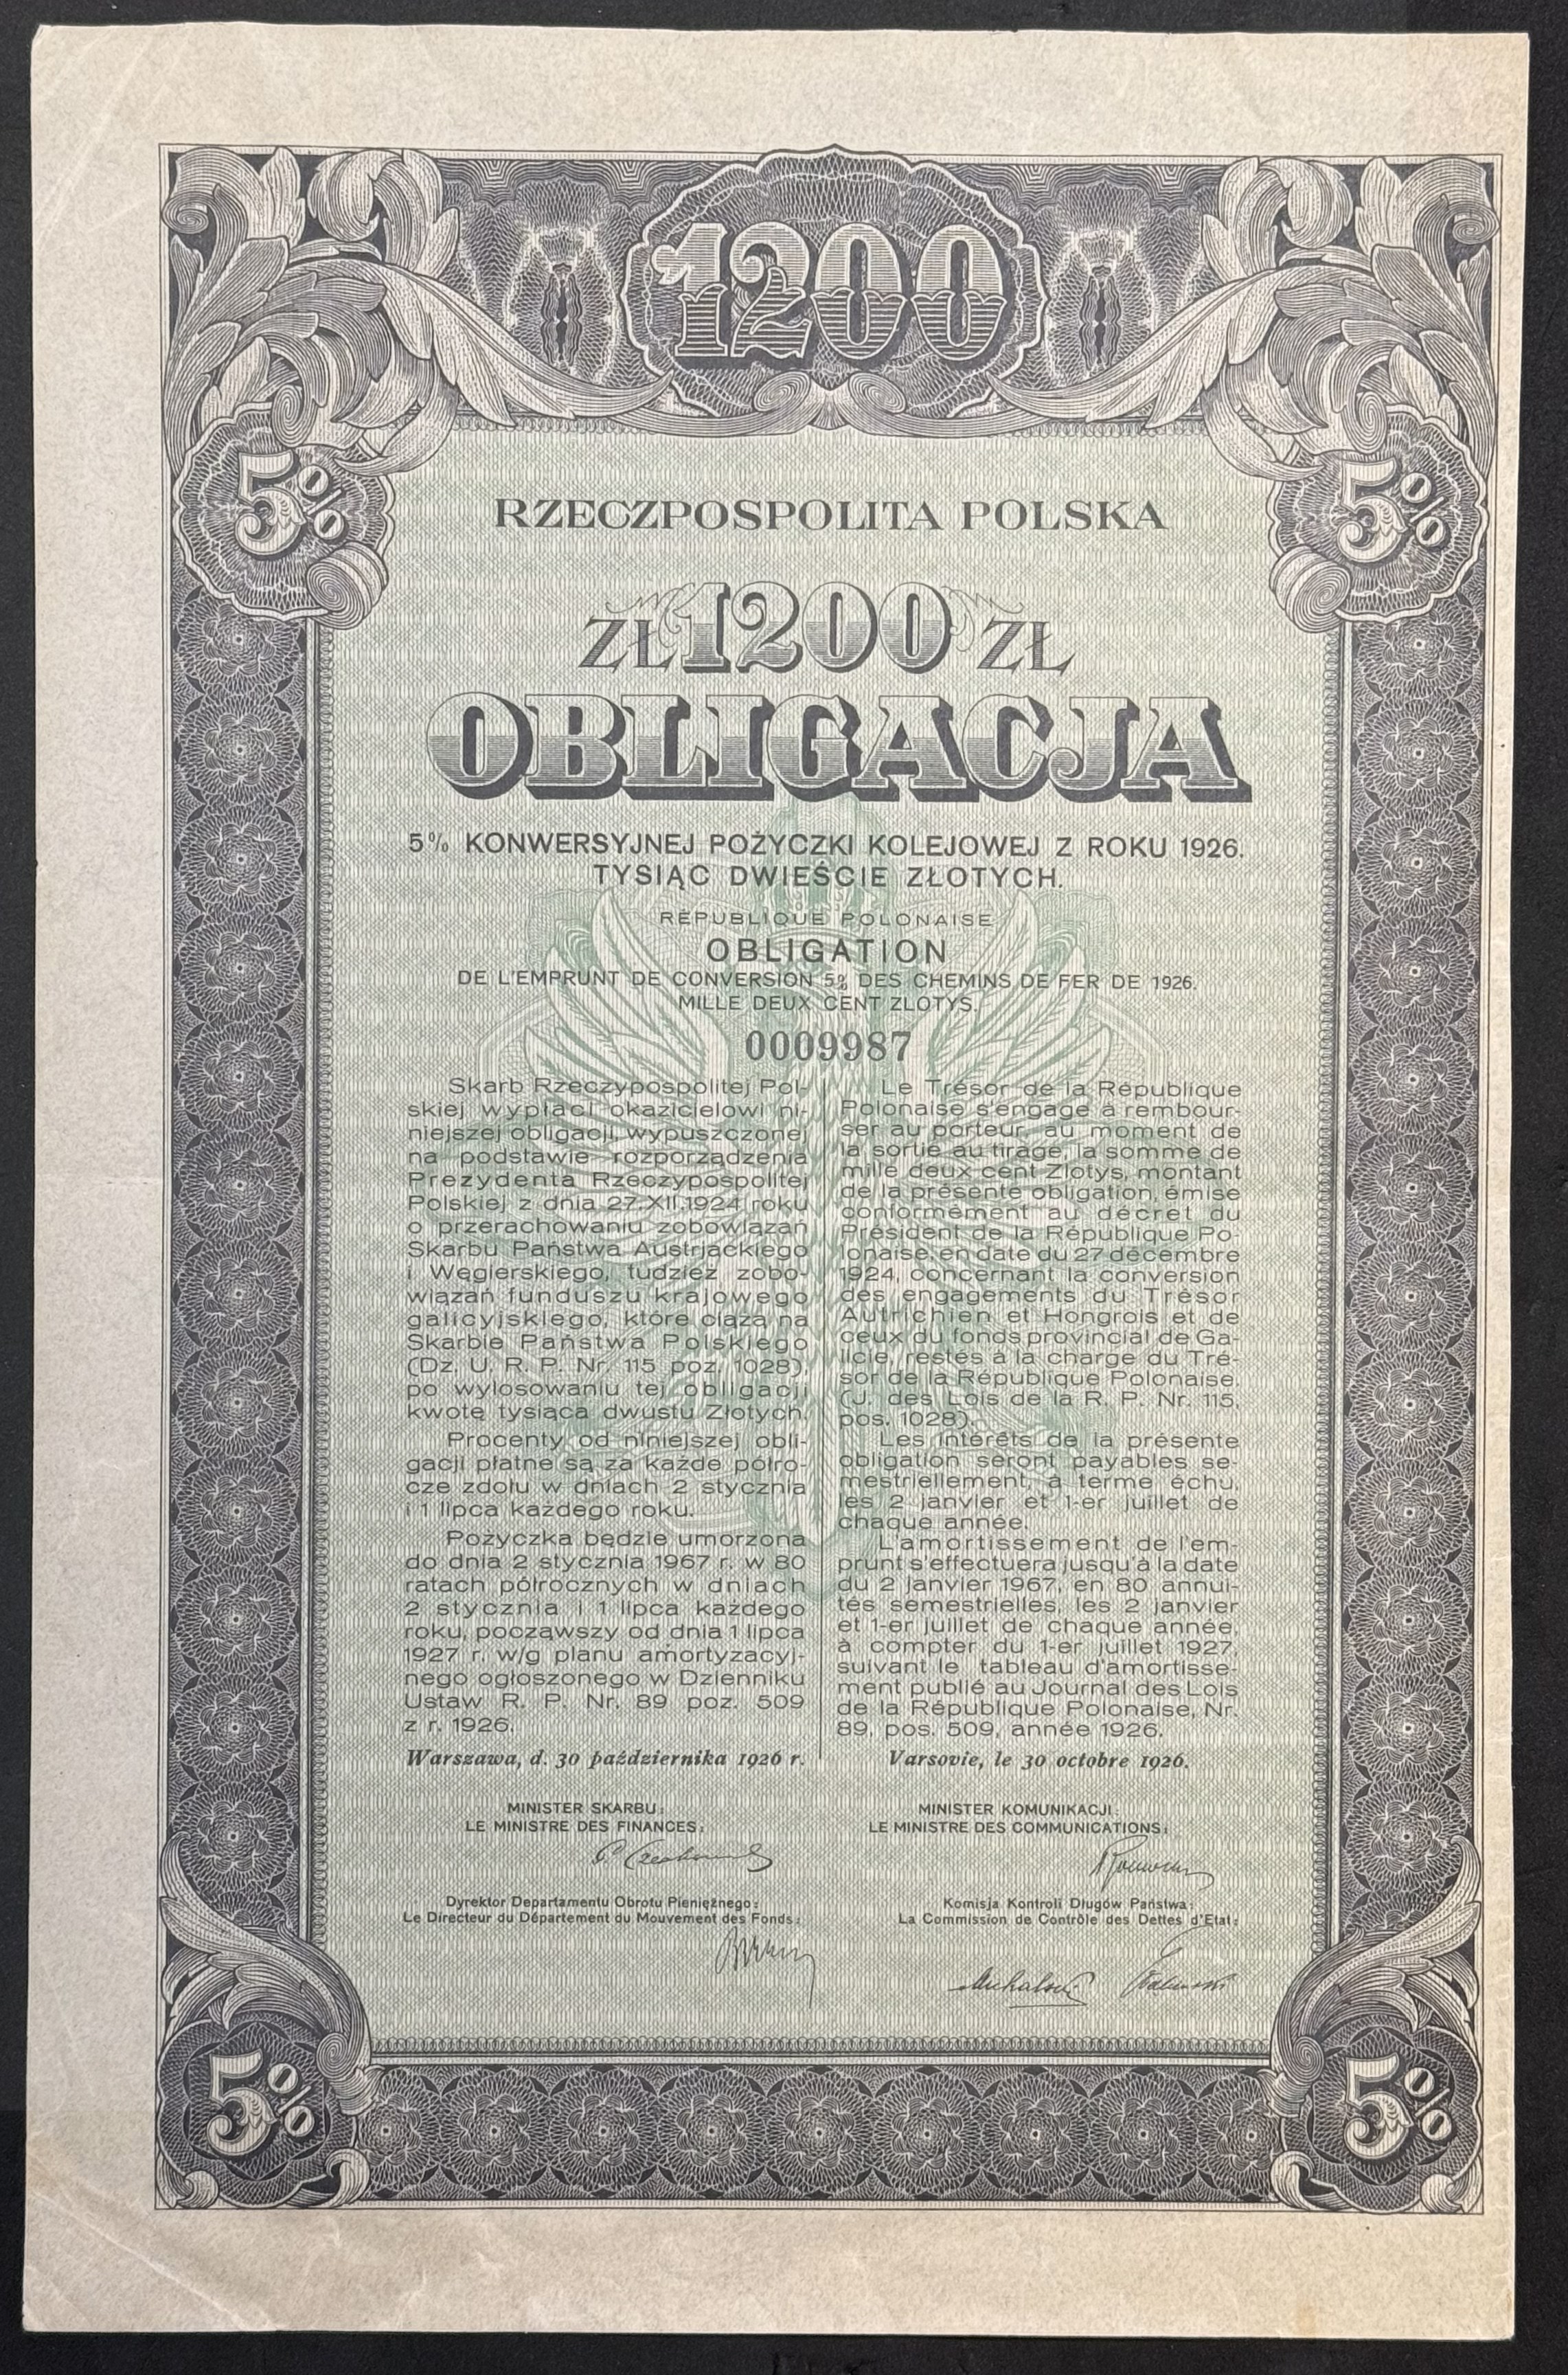 1200
5%
5%
RZECZPOSPOLITA POLSKA
ZŁ 1200 ZŁ
OBLIGACJA
5% KONWERSYJNEJ POŻYCZKI KOLEJOWEJ Z ROKU 1926.
TYSIĄC DWIEŚCIE ZŁOTYCH.
RÉPUBLIQUE POLONAISE
OBLIGATION
DE L'EMPRUNT DE CONVERSION 5% DES CHEMINS DE FER DE 1926.
MILLE DEUX CENT ZLOTYS.
0009987
Skarb Rzeczypospolitej Pol-
skiej wypłaci okazicielowi ni-
niejszej obligacji wypuszczonej
na podstawie rozporządzenia
Prezydenta Rzeczypospolitej
Polskiej z dnia 27.XII.1924 roku
o przerachowaniu zobowiązań
Skarbu Państwa Austrjackiego
i Węgierskiego, tudzież zobo-
wiązań funduszu krajowego
galicyjskiego, które ciążą na
Skarbie Państwa Polskiego
(Dz. U. R. P. Nr. 115 poz. 1028),
po wylosowaniu tej obligacji
kwotę tysiąca dwustu Złotych.
Procenty od niniejszej obli-
gacji płatne są za każde półro-
cze zdołu w dniach 2 stycznia
i 1 lipca każdego roku.
Pożyczka będzie umorzona
do dnia 2 stycznia 1967 r. w 80
ratach półrocznych w dniach
2 stycznia i 1 lipca każdego
roku, począwszy od dnia 1 lipca
1927 r. w/g planu amortyzacyj-
nego ogłoszonego w Dzienniku
Ustaw R. P. Nr. 89 poz. 509
z r. 1926.
Warszawa, d. 30 października 1926 r.
Le Trésor de la République
Polonaise s'engage à rembour-
ser au porteur, au moment de
la sortie au tirage, la somme de
mille deux cent Zlotys, montant
de la présente obligation, émise
conformément au décret du
Président de la République Po-
lonaise, en date du 27 décembre
1924, concernant la conversion
des engagements du Trésor
Autrichien et Hongrois et de
ceux du fonds provincial de Ga-
licie, restés à la charge du Tré-
sor de la République Polonaise.
(J. des Lois de la R. P. Nr. 115,
pos. 1028).
Les intérêts de la présente
obligation seront payables se-
mestriellement, à terme échu,
les 2 janvier et 1-er juillet de
chaque année.
L'amortissement de l'em-
prunt s'effectuera jusqu'à la date
du 2 janvier 1967, en 80 annui-
tés semestrielles, les 2 janvier
et 1-er juillet de chaque année,
à compter du 1-er juillet 1927,
suivant le tableau d'amortisse-
ment publié au Journal des Lois
de la République Polonaise, Nr.
89, pos. 509, année 1926.
Varsovie, le 30 octobre 1926.
MINISTER SKARBU:
LE MINISTRE DES FINANCES:
MINISTER KOMUNIKACJI:
LE MINISTRE DES COMMUNICATIONS:
Dyrektor Departamentu Obrotu Pieniężnego:
Le Directeur du Département du Mouvement des Fonds:
Komisja Kontroli Długów Państwa:
La Commission de Contrôle des Dettes d'Etat:
5%
5%